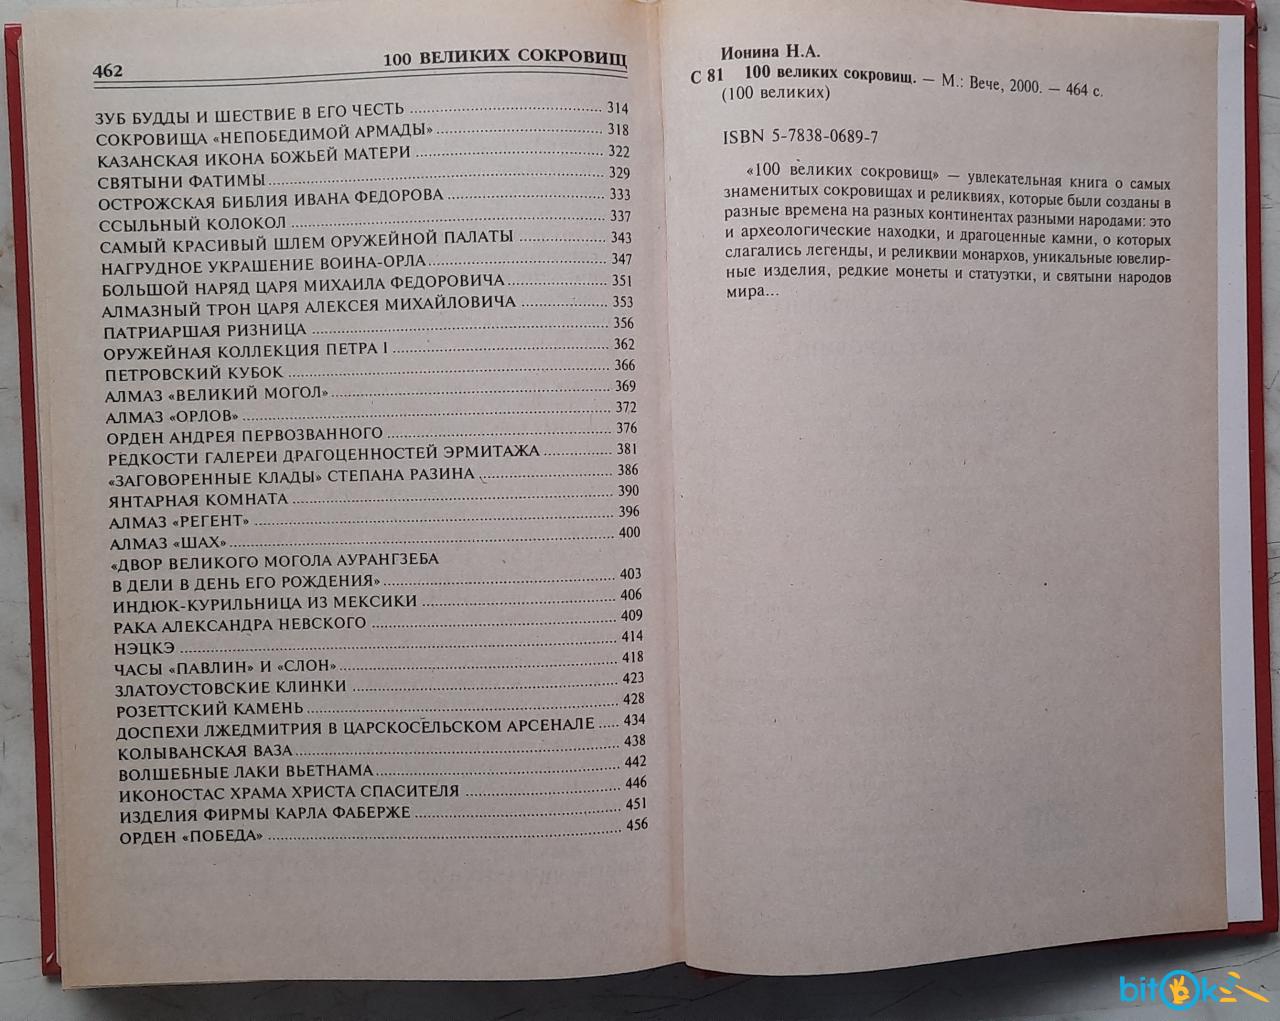 462
100 ВЕЛИКИХ СОКРОВИЩ
ЗУБ БУДДЫ И ШЕСТВИЕ В ЕГО ЧЕСТЬ 314
СОКРОВИЩА «НЕПОБЕДИМОЙ АРМАДЫ» 318
КАЗАНСКАЯ ИКОНА БОЖЬЕЙ МАТЕРИ 322
СВЯТЫНИ ФАТИМЫ 329
ОСТРОЖСКАЯ БИБЛИЯ ИВАНА ФЕДОРОВА 333
ССЫЛЬНЫЙ КОЛОКОЛ 337
САМЫЙ КРАСИВЫЙ ШЛЕМ ОРУЖЕЙНОЙ ПАЛАТЫ 343
НАГРУДНОЕ УКРАШЕНИЕ ВОИНА-ОРЛА 347
БОЛЬШОЙ НАРЯД ЦАРЯ МИХАИЛА ФЕДОРОВИЧА 351
АЛМАЗНЫЙ ТРОН ЦАРЯ АЛЕКСЕЯ МИХАЙЛОВИЧА 353
ПАТРИАРШАЯ РИЗНИЦА 356
ОРУЖЕЙНАЯ КОЛЛЕКЦИЯ ПЕТРА I 362
ПЕТРОВСКИЙ КУБОК 366
АЛМАЗ «ВЕЛИКИЙ МОГОЛ» 369
АЛМАЗ «ОРЛОВ» 372
ОРДЕН АНДРЕЯ ПЕРВОЗВАННОГО 376
РЕДКОСТИ ГАЛЕРЕИ ДРАГОЦЕННОСТЕЙ ЭРМИТАЖА 381
«ЗАГОВОРЕННЫЕ КЛАДЫ» СТЕПАНА РАЗИНА 386
ЯНТАРНАЯ КОМНАТА 390
АЛМАЗ «РЕГЕНТ» 396
АЛМАЗ «ШАХ» 400
«ДВОР ВЕЛИКОГО МОГОЛА АУРАНГЗЕБА
В ДЕЛИ В ДЕНЬ ЕГО РОЖДЕНИЯ» 403
ИНДЮК-КУРИЛЬНИЦА ИЗ МЕКСИКИ 406
РАКА АЛЕКСАНДРА НЕВСКОГО 409
НЭЦКЭ 414
ЧАСЫ «ПАВЛИН» И «СЛОН» 418
ЗЛАТОУСТОВСКИЕ КЛИНКИ 423
РОЗЕТТСКИЙ КАМЕНЬ 428
ДОСПЕХИ ЛЖЕДМИТРИЯ В ЦАРСКОСЕЛЬСКОМ АРСЕНАЛЕ 434
КОЛЫВАНСКАЯ ВАЗА 438
ВОЛШЕБНЫЕ ЛАКИ ВЬЕТНАМА 442
ИКОНОСТАС ХРАМА ХРИСТА СПАСИТЕЛЯ 446
ИЗДЕЛИЯ ФИРМЫ КАРЛА ФАБЕРЖЕ 451
ОРДЕН «ПОБЕДА» 456
Ионина Н.А.
С 81 100 великих сокровищ. — М.: Вече, 2000. — 464 с.
(100 великих)
ISBN 5-7838-0689-7
«100 великих сокровищ» — увлекательная книга о самых
знаменитых сокровищах и реликвиях, которые были созданы в
разные времена на разных континентах разными народами: это
и археологические находки, и драгоценные камни, о которых
слагались легенды, и реликвии монархов, уникальные ювелир-
ные изделия, редкие монеты и статуэтки, и святыни народов
мира...
bitok